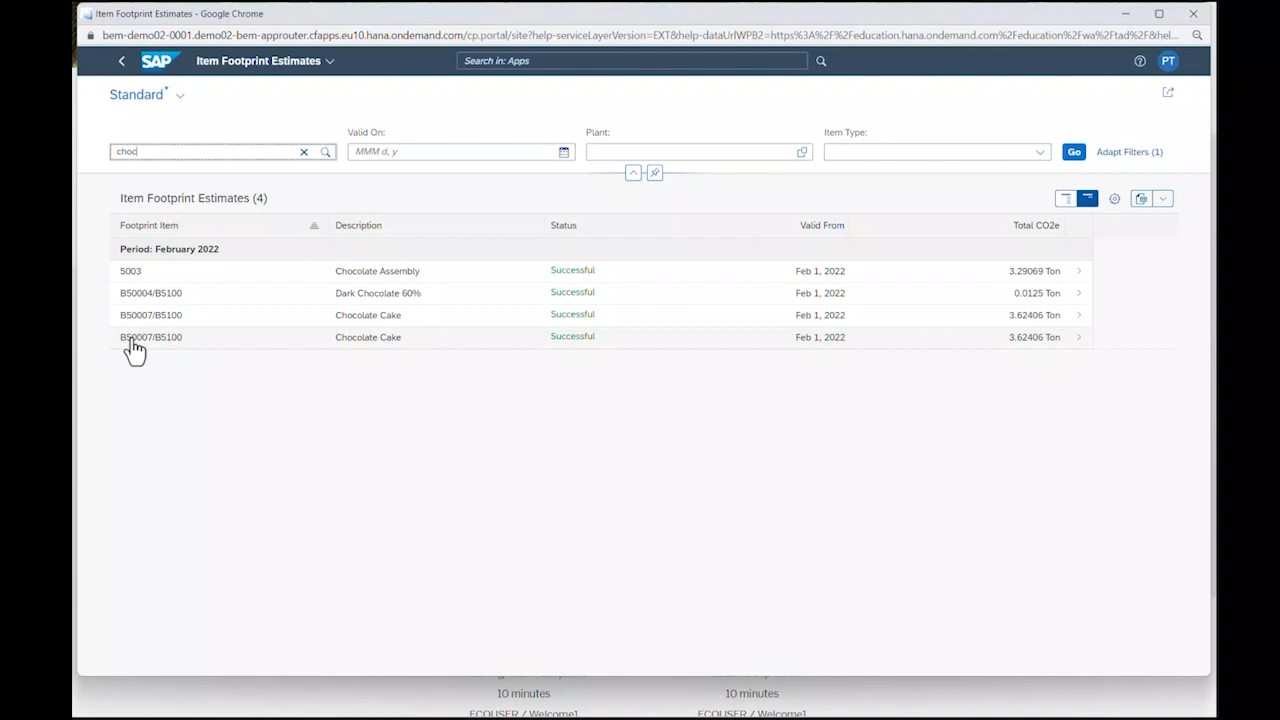 Item Footprint Estimates - Google Chrome
bem-demo02-0001.demo02-bem-approuter.cfapps.eu10.hana.ondemand.com/cp.portal/site?help-serviceLayerVersion=EXT&help-dataUrlWPB2=https%3A%2F%2Feducation.hana.ondemand.com%2Feducation%2Fwa%2Ftad%2F&hel...
SAP Item Footprint Estimates Search in: Apps PT
Standard*
Valid On: Plant: Item Type:
choc MMM d, y Go Adapt Filters (1)
Item Footprint Estimates (4)
Footprint Item Description Status Valid From Total CO2e
Period: February 2022
5003 Chocolate Assembly Successful Feb 1, 2022 3.29069 Ton
B50004/B5100 Dark Chocolate 60% Successful Feb 1, 2022 0.0125 Ton
B50007/B5100 Chocolate Cake Successful Feb 1, 2022 3.62406 Ton
B50007/B5100 Chocolate Cake Successful Feb 1, 2022 3.62406 Ton
10 minutes 10 minutes
ECOUSER / Welcome1 ECOUSER / Welcome1